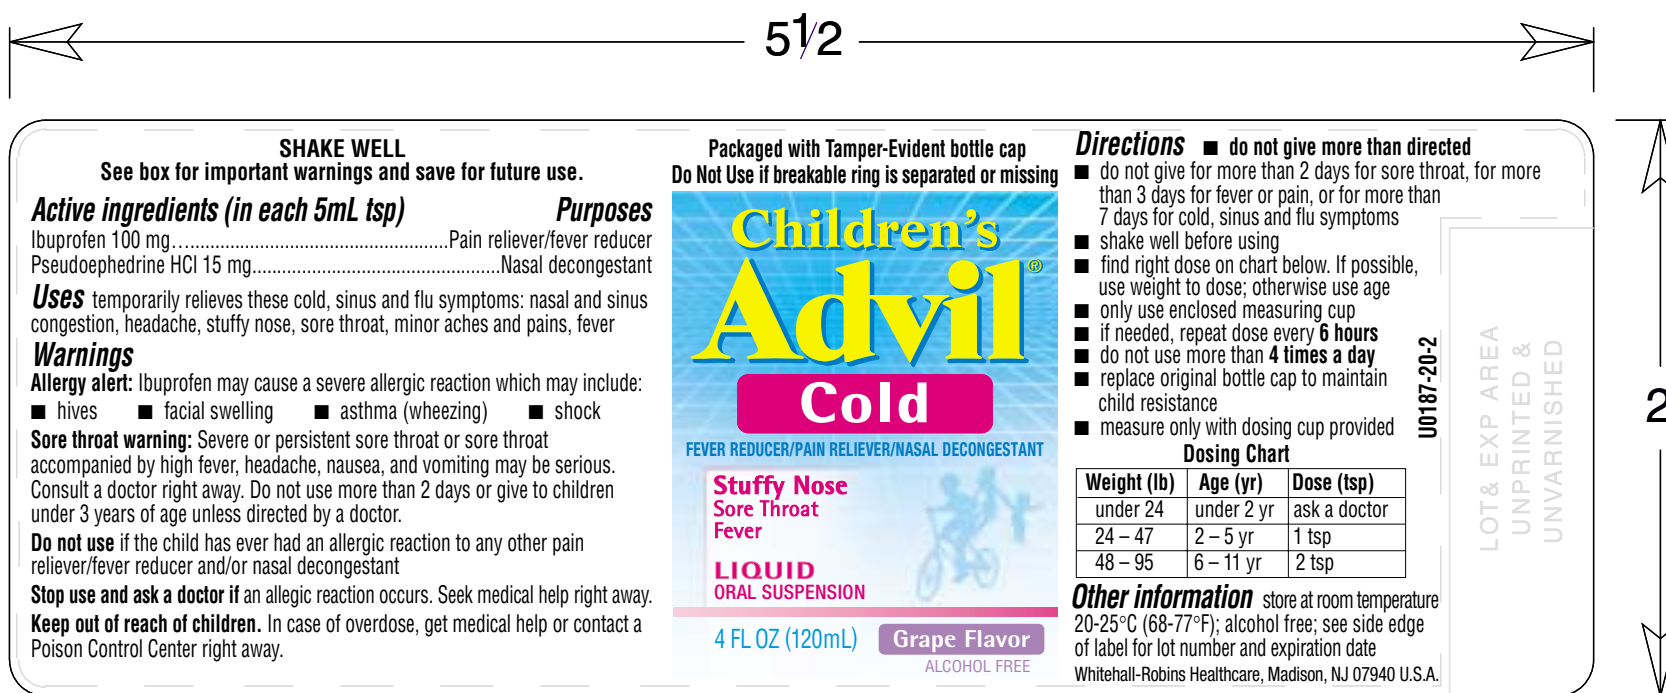 5 1/2
SHAKE WELL
See box for important warnings and save for future use.
Active ingredients (in each 5mL tsp) Purposes
Ibuprofen 100 mg..........................................................Pain reliever/fever reducer
Pseudoephedrine HCl 15 mg..................................................Nasal decongestant
Uses temporarily relieves these cold, sinus and flu symptoms: nasal and sinus
congestion, headache, stuffy nose, sore throat, minor aches and pains, fever
Warnings
Allergy alert: Ibuprofen may cause a severe allergic reaction which may include:
■ hives ■ facial swelling ■ asthma (wheezing) ■ shock
Sore throat warning: Severe or persistent sore throat or sore throat
accompanied by high fever, headache, nausea, and vomiting may be serious.
Consult a doctor right away. Do not use more than 2 days or give to children
under 3 years of age unless directed by a doctor.
Do not use if the child has ever had an allergic reaction to any other pain
reliever/fever reducer and/or nasal decongestant
Stop use and ask a doctor if an allegic reaction occurs. Seek medical help right away.
Keep out of reach of children. In case of overdose, get medical help or contact a
Poison Control Center right away.
Packaged with Tamper-Evident bottle cap
Do Not Use if breakable ring is separated or missing
Children's
Advil®
Cold
FEVER REDUCER/PAIN RELIEVER/NASAL DECONGESTANT
Stuffy Nose
Sore Throat
Fever
LIQUID
ORAL SUSPENSION
4 FL OZ (120mL) Grape Flavor
ALCOHOL FREE
Directions ■ do not give more than directed
■ do not give for more than 2 days for sore throat, for more
than 3 days for fever or pain, or for more than
7 days for cold, sinus and flu symptoms
■ shake well before using
■ find right dose on chart below. If possible,
use weight to dose; otherwise use age
■ only use enclosed measuring cup
■ if needed, repeat dose every 6 hours
■ do not use more than 4 times a day
■ replace original bottle cap to maintain
child resistance
■ measure only with dosing cup provided
Dosing Chart
Weight (lb) Age (yr) Dose (tsp)
under 24 under 2 yr ask a doctor
24 – 47 2 – 5 yr 1 tsp
48 – 95 6 – 11 yr 2 tsp
Other information store at room temperature
20-25°C (68-77°F); alcohol free; see side edge
of label for lot number and expiration date
Whitehall-Robins Healthcare, Madison, NJ 07940 U.S.A.
U0187-20-2
LOT& EXP AREA
UNPRINTED &
UNVARNISHED
2